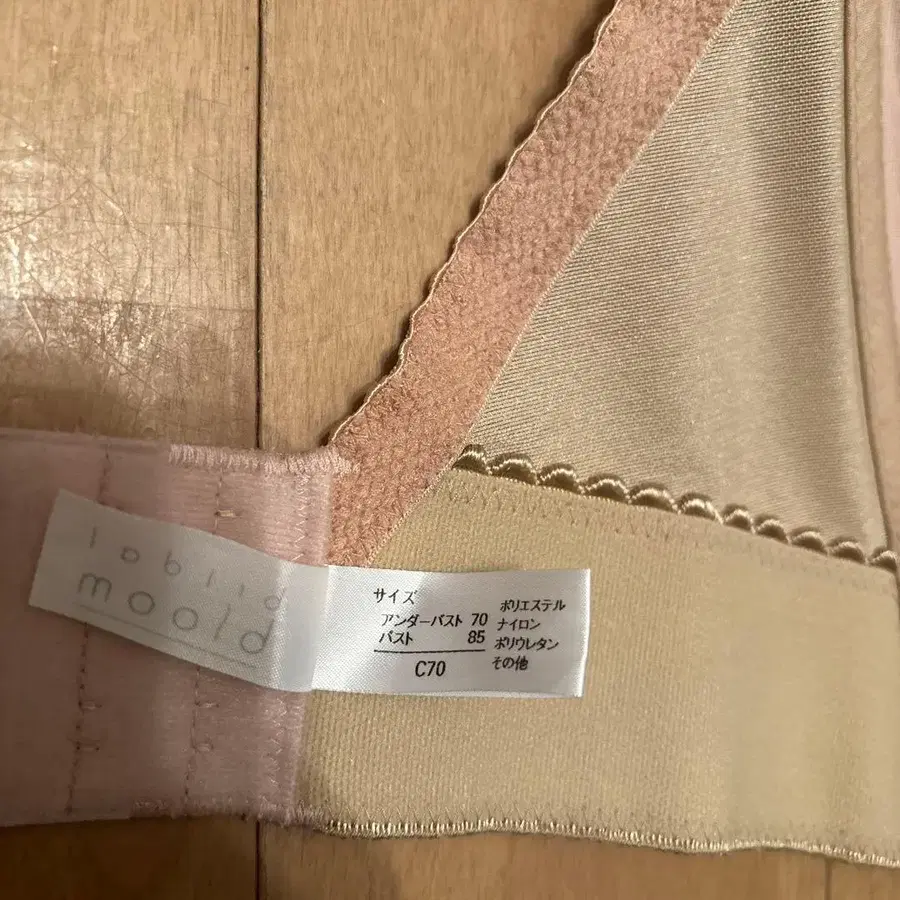 moold
サイズ
アンダーバスト 70
バスト 85
C70
ポリエステル
ナイロン
ポリウレタン
その他